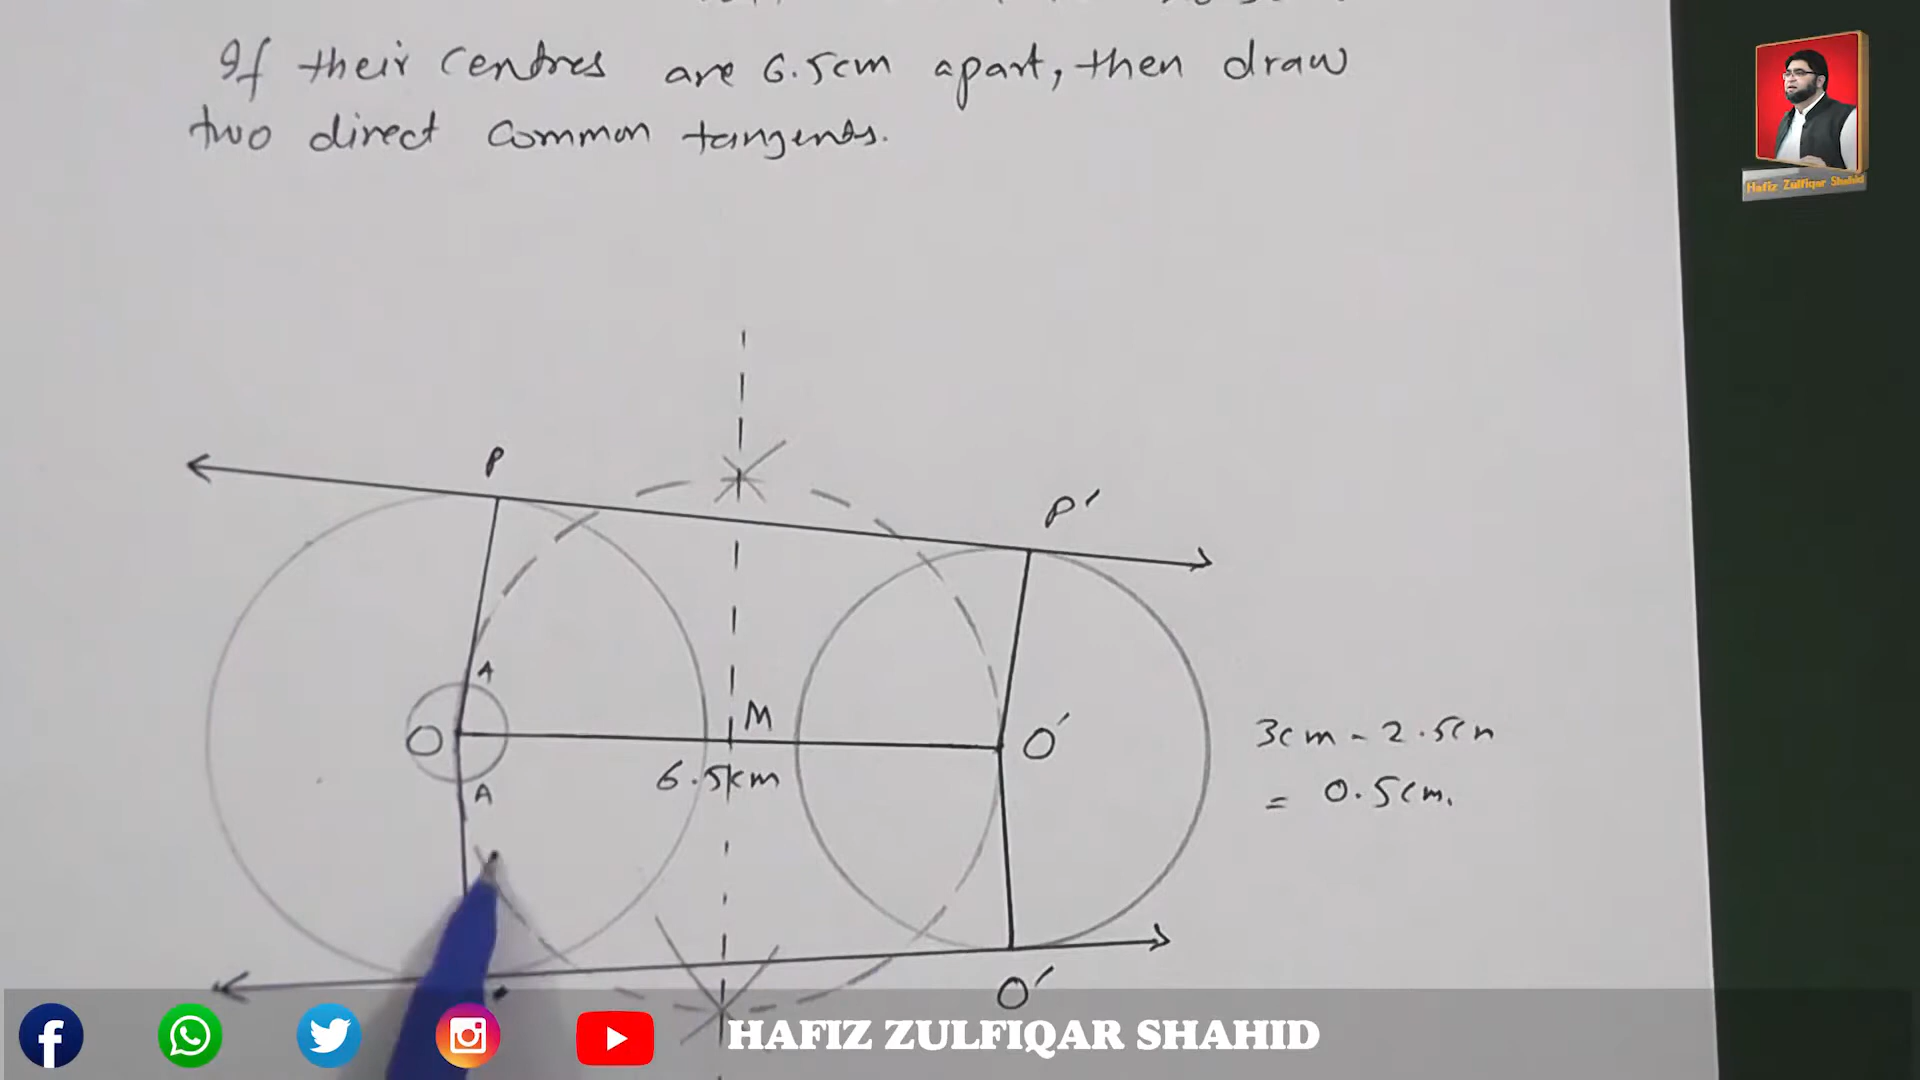 If their centres are 6.5cm apart, then draw
two direct common tangents.
Hafiz Zulfiqar Shahid
P
P'
A
M
O
O'
3cm - 2.5cm
6.5cm
A
= 0.5cm.
O'
HAFIZ ZULFIQAR SHAHID